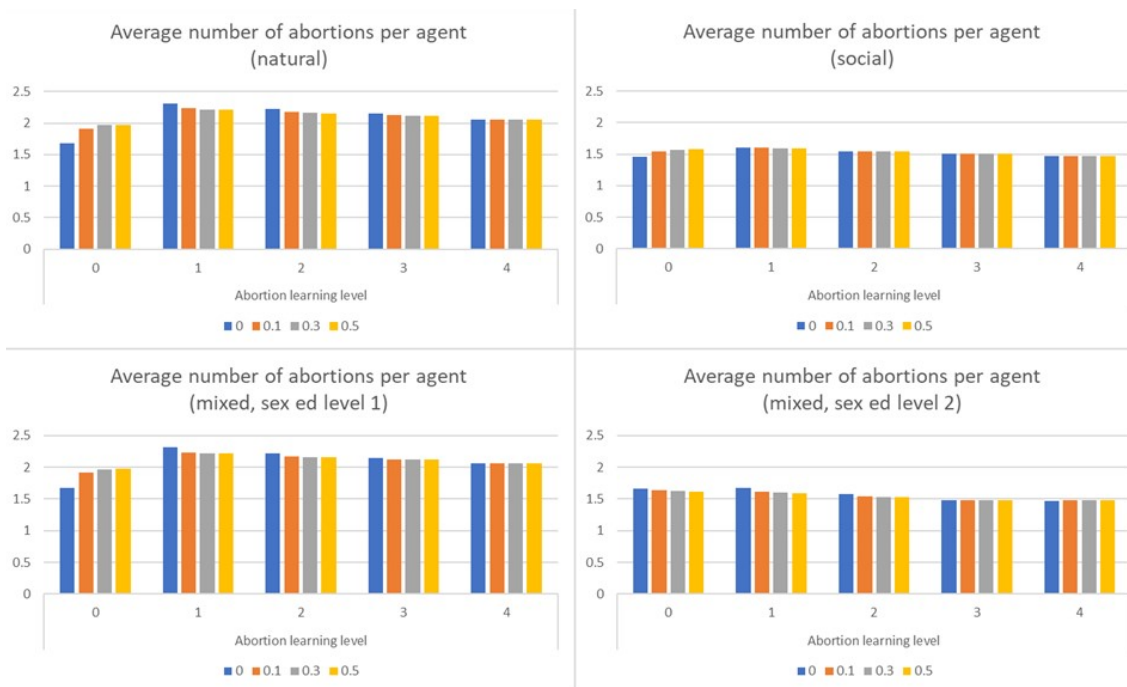 Average number of abortions per agent
(natural)
2.5
2
1.5
1
0.5
0
0 1 2 3 4
Abortion learning level
0 0.1 0.3 0.5
Average number of abortions per agent
(social)
2.5
2
1.5
1
0.5
0
0 1 2 3 4
Abortion learning level
0 0.1 0.3 0.5
Average number of abortions per agent
(mixed, sex ed level 1)
2.5
2
1.5
1
0.5
0
0 1 2 3 4
Abortion learning level
0 0.1 0.3 0.5
Average number of abortions per agent
(mixed, sex ed level 2)
2.5
2
1.5
1
0.5
0
0 1 2 3 4
Abortion learning level
0 0.1 0.3 0.5